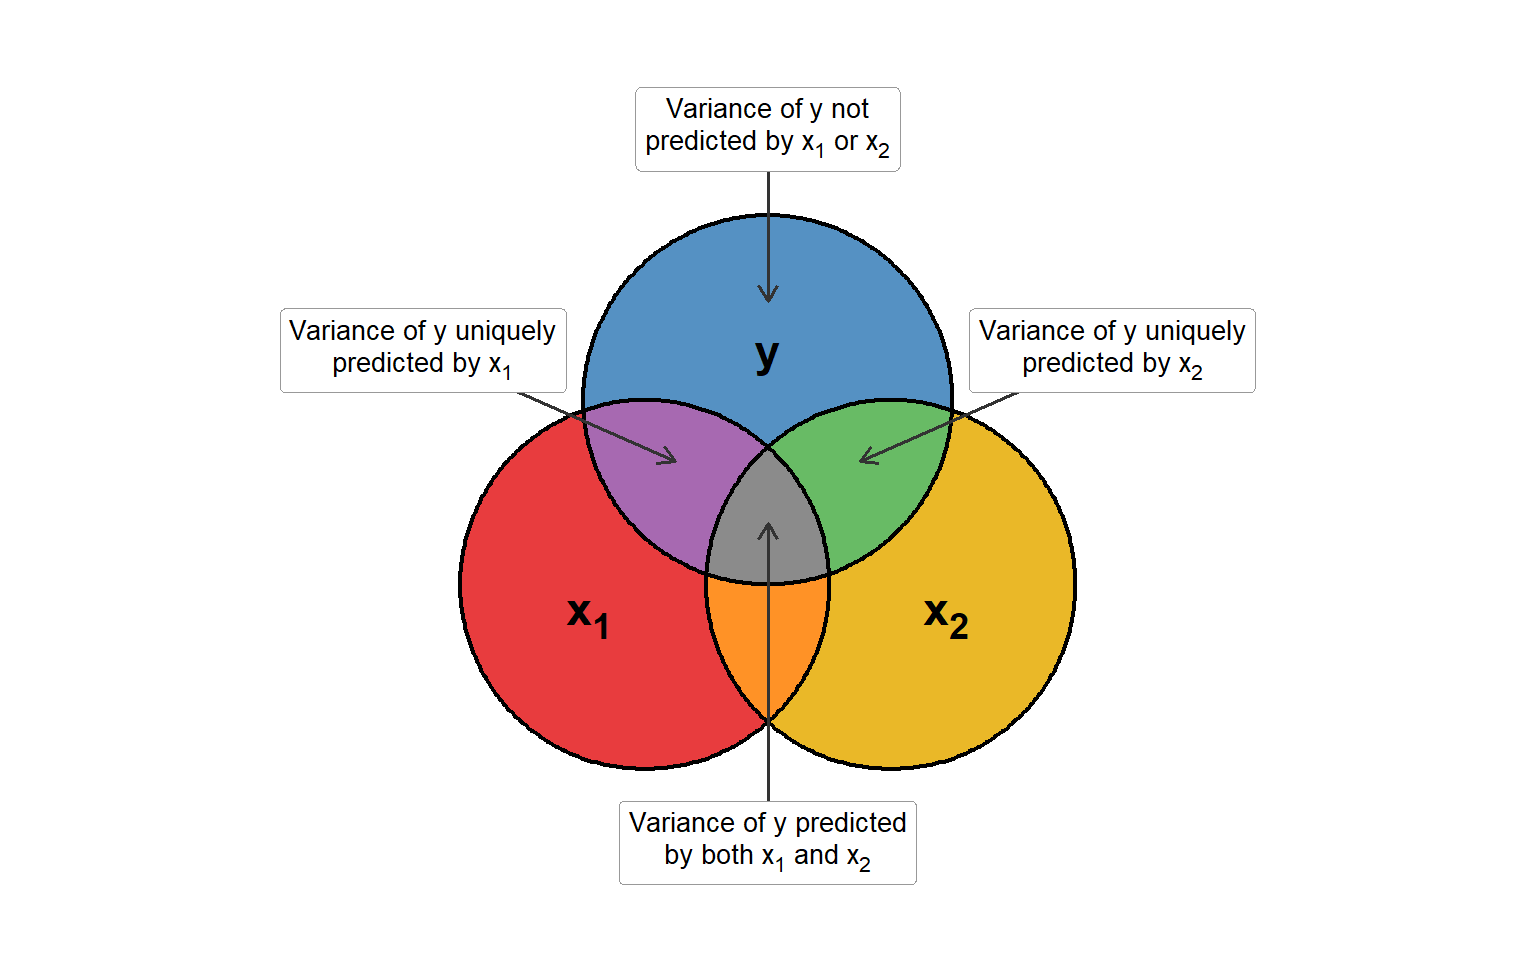 Variance of y not
predicted by x₁ or x₂
Variance of y uniquely
predicted by x₁
Variance of y uniquely
predicted by x₂
y
x₁
x₂
Variance of y predicted
by both x₁ and x₂